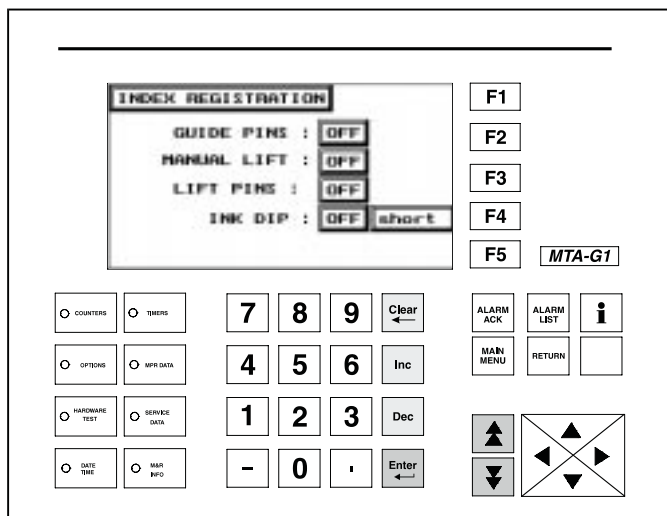 INDEX REGISTRATION
GUIDE PINS : OFF
MANUAL LIFT : OFF
LIFT PINS : OFF
INK DIP : OFF short
F1
F2
F3
F4
F5
MTA-G1
COUNTERS TIMERS
OPTIONS MPR DATA
HARDWARE TEST SERVICE DATA
DATE TIME M&R INFO
7 8 9 Clear
4 5 6 Inc
1 2 3 Dec
- 0 . Enter
ALARM ACK ALARM LIST i
MAIN MENU RETURN